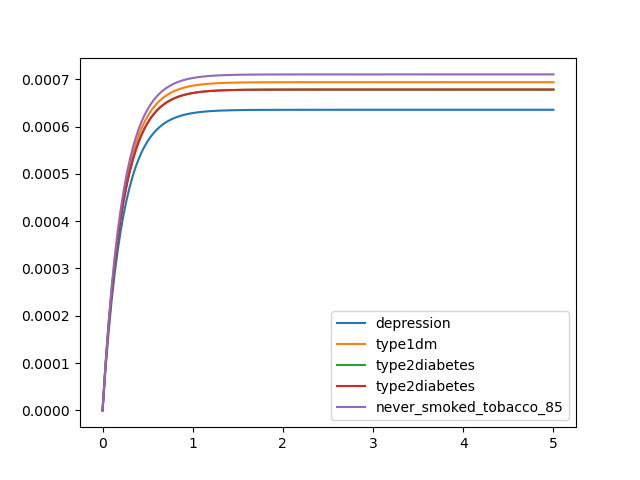 0.0007
0.0006
0.0005
0.0004
0.0003
0.0002
0.0001
0.0000
0 1 2 3 4 5
depression
type1dm
type2diabetes
type2diabetes
never_smoked_tobacco_85